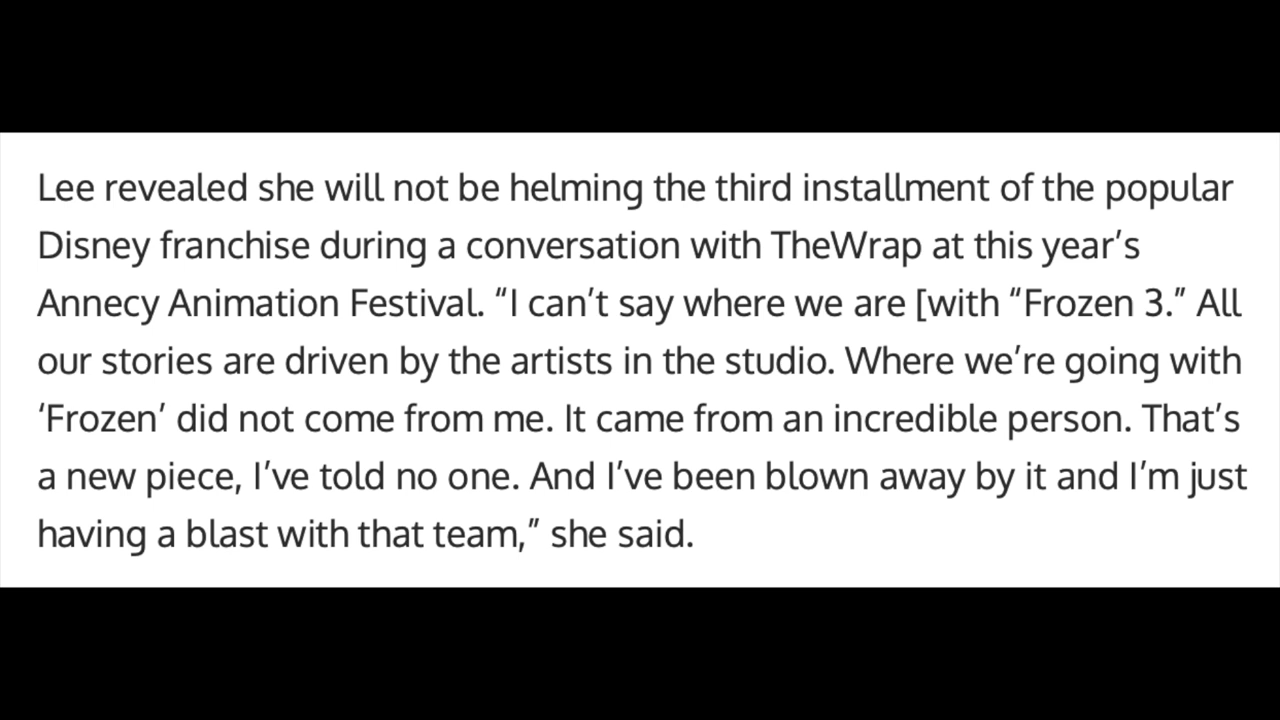 Lee revealed she will not be helming the third installment of the popular
Disney franchise during a conversation with TheWrap at this year’s
Annecy Animation Festival. “I can’t say where we are [with “Frozen 3.” All
our stories are driven by the artists in the studio. Where we’re going with
‘Frozen’ did not come from me. It came from an incredible person. That’s
a new piece, I’ve told no one. And I’ve been blown away by it and I’m just
having a blast with that team,” she said.